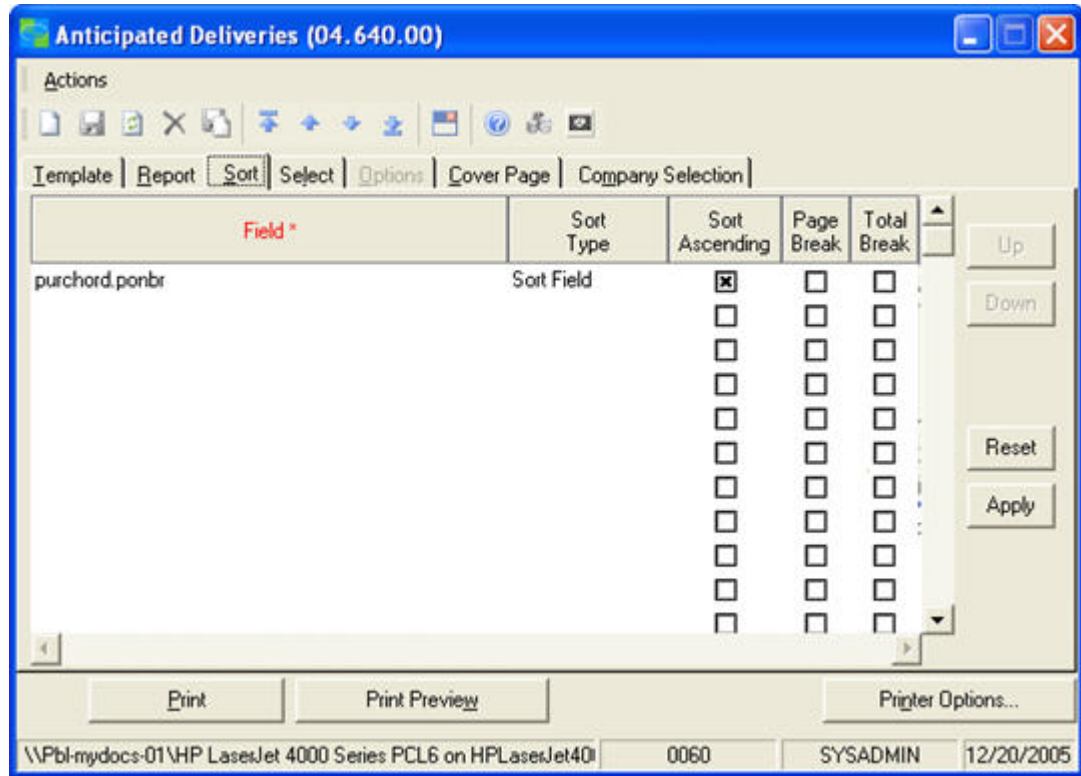 Anticipated Deliveries (04.640.00)
Actions
Template Report Sort Select Options Cover Page Company Selection
Field * Sort Type Sort Ascending Page Break Total Break
Up
purchord.ponbr Sort Field
Down
Reset
Apply
Print Print Preview Printer Options...
\\Pbl-mydocs-01\HP LaserJet 4000 Series PCL6 on HPLaserJet40 0060 SYSADMIN 12/20/2005